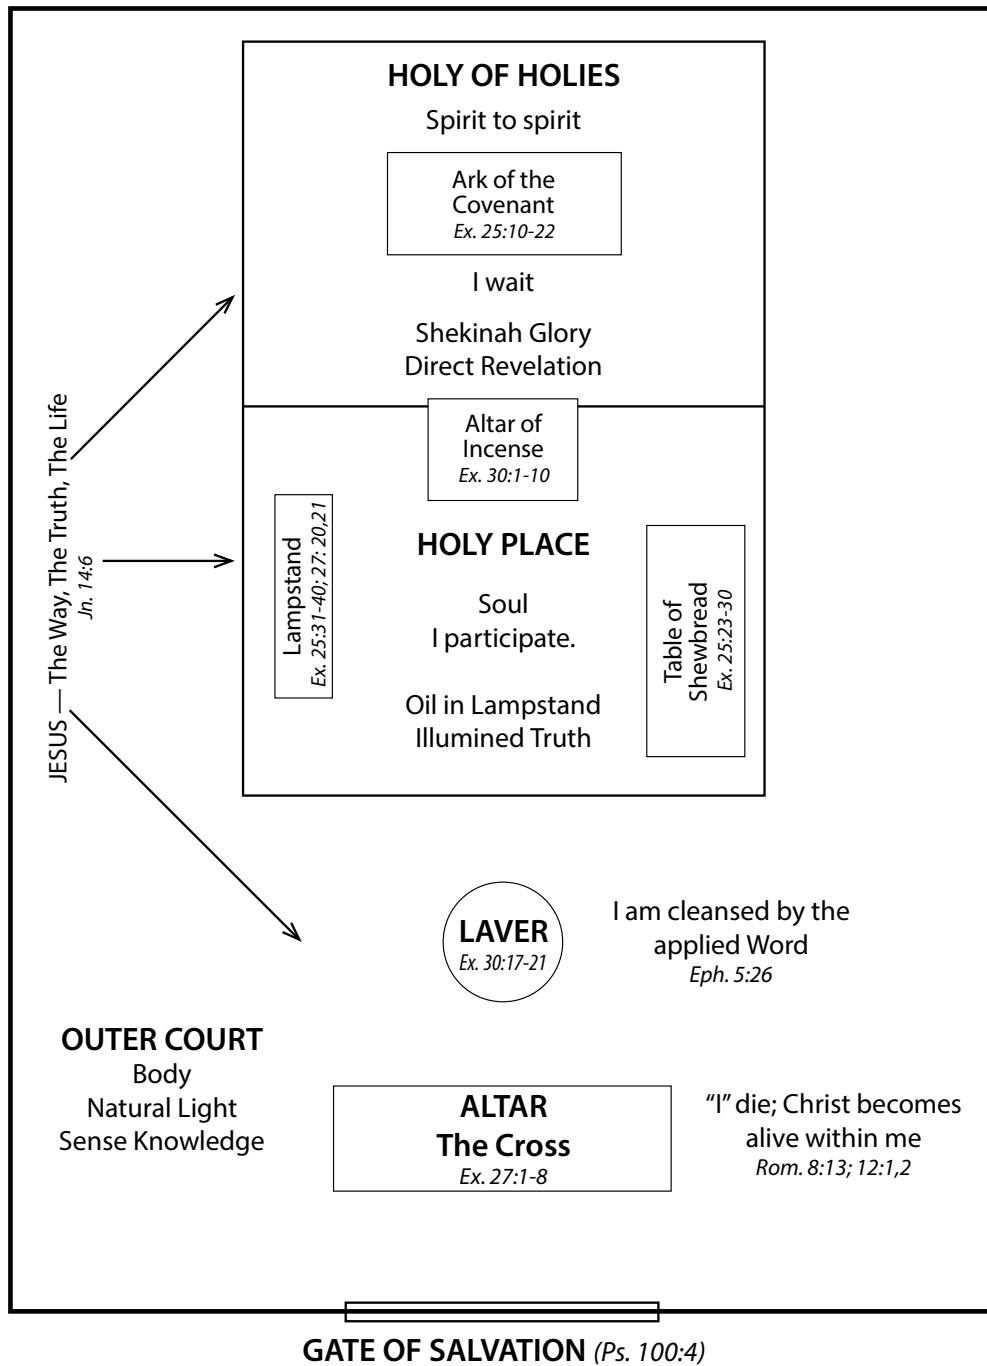 HOLY OF HOLIES
Spirit to spirit
Ark of the
Covenant
Ex. 25:10-22
I wait
Shekinah Glory
Direct Revelation
Altar of
Incense
Ex. 30:1-10
JESUS — The Way, The Truth, The Life
Jn. 14:6
Lampstand
Ex. 25:31-40; 27: 20,21
HOLY PLACE
Soul
I participate.
Oil in Lampstand
Illumined Truth
Table of
Shewbread
Ex. 25:23-30
LAVER
Ex. 30:17-21
I am cleansed by the
applied Word
Eph. 5:26
OUTER COURT
Body
Natural Light
Sense Knowledge
ALTAR
The Cross
Ex. 27:1-8
“I” die; Christ becomes
alive within me
Rom. 8:13; 12:1,2
GATE OF SALVATION (Ps. 100:4)